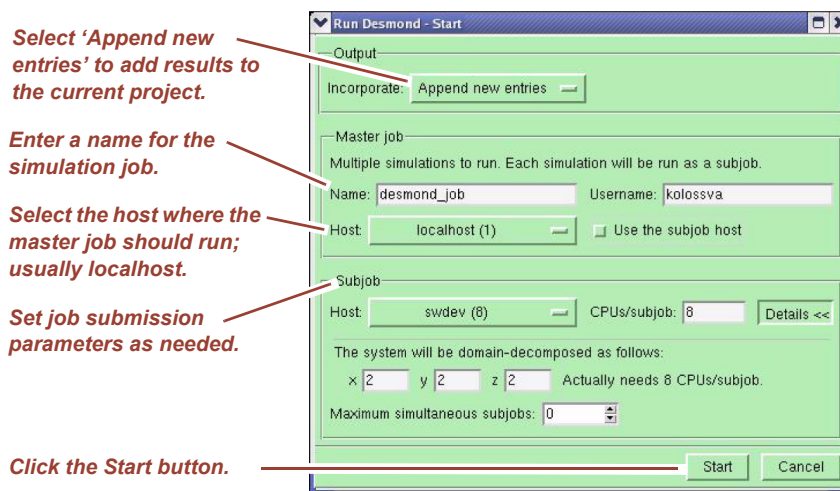 Select ‘Append new
entries’ to add results to
the current project.
Enter a name for the
simulation job.
Select the host where the
master job should run;
usually localhost.
Set job submission
parameters as needed.
Click the Start button.
Run Desmond - Start
Output
Incorporate: Append new entries
Master job
Multiple simulations to run. Each simulation will be run as a subjob.
Name: desmond_job Username: kolossva
Host: localhost (1) Use the subjob host
Subjob
Host: swdev (8) CPUs/subjob: 8 Details <<
The system will be domain-decomposed as follows:
x 2 y 2 z 2 Actually needs 8 CPUs/subjob.
Maximum simultaneous subjobs: 0
Start Cancel